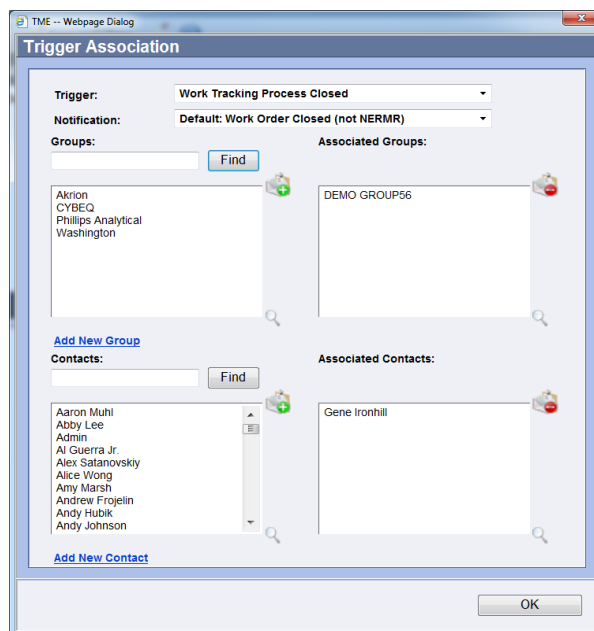 TME -- Webpage Dialog
Trigger Association
Trigger: Work Tracking Process Closed
Notification: Default: Work Order Closed (not NERMR)
Groups: Associated Groups:
Find
Akrion
CYBEQ
Phillips Analytical
Washington
DEMO GROUP56
Add New Group
Contacts: Associated Contacts:
Find
Aaron Muhl
Abby Lee
Admin
Al Guerra Jr.
Alex Satanovskiy
Alice Wong
Amy Marsh
Andrew Frojelin
Andy Hubik
Andy Johnson
Gene Ironhill
Add New Contact
OK